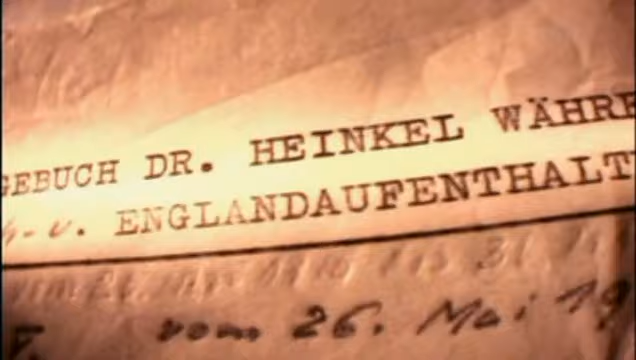 GEBUCH DR. HEINKEL WÄHRE
u. ENGLANDAUFENTHALT
vom 26. Mai 19